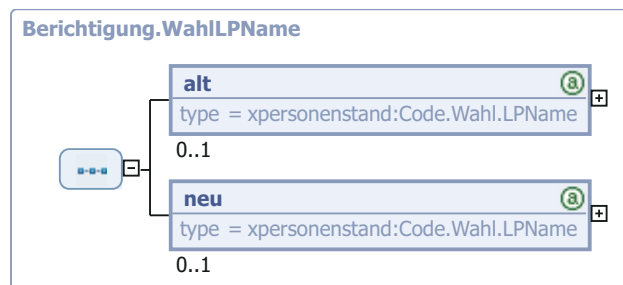 Berichtigung.WahlLPName
alt
type = xpersonenstand:Code.Wahl.LPName
0..1
neu
type = xpersonenstand:Code.Wahl.LPName
0..1